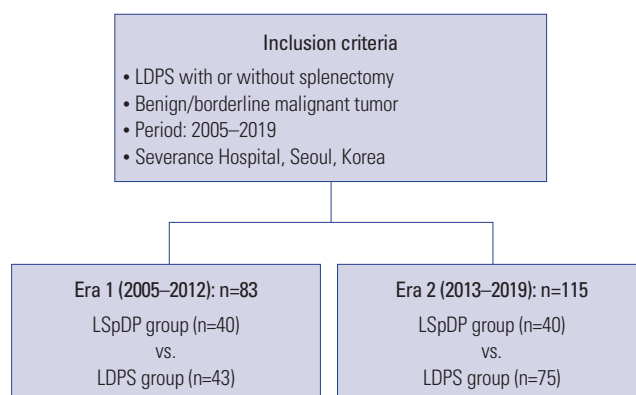 Inclusion criteria
• LDPS with or without splenectomy
• Benign/borderline malignant tumor
• Period: 2005–2019
• Severance Hospital, Seoul, Korea
Era 1 (2005–2012): n=83
LSpDP group (n=40)
vs.
LDPS group (n=43)
Era 2 (2013–2019): n=115
LSpDP group (n=40)
vs.
LDPS group (n=75)